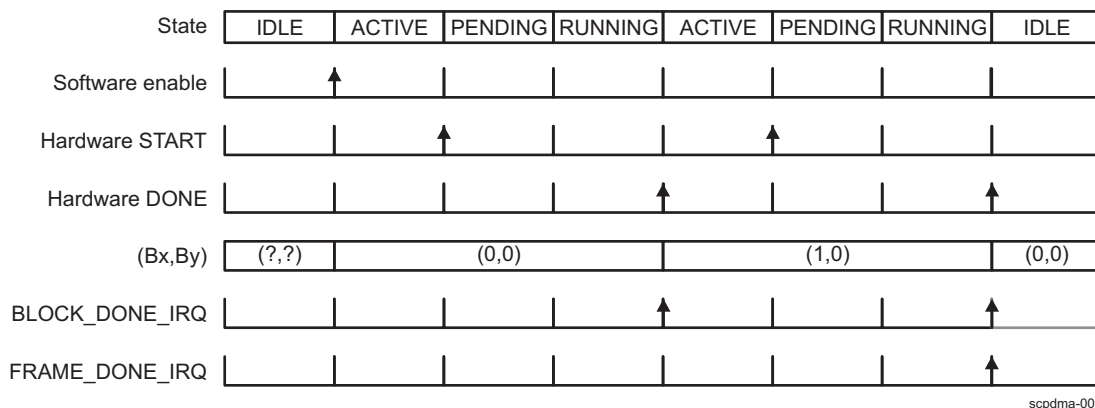 State IDLE ACTIVE PENDING RUNNING ACTIVE PENDING RUNNING IDLE
Software enable
Hardware START
Hardware DONE
(Bx,By) (?,?) (0,0) (1,0) (0,0)
BLOCK_DONE_IRQ
FRAME_DONE_IRQ
scpdma-00